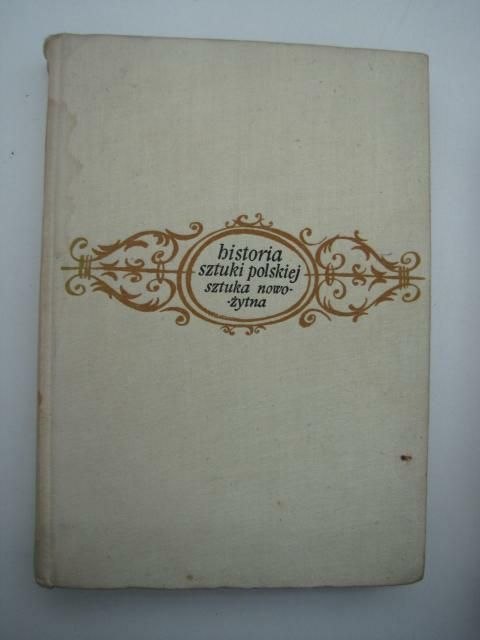 historia
sztuki polskiej
sztuka nowo-
-żytna